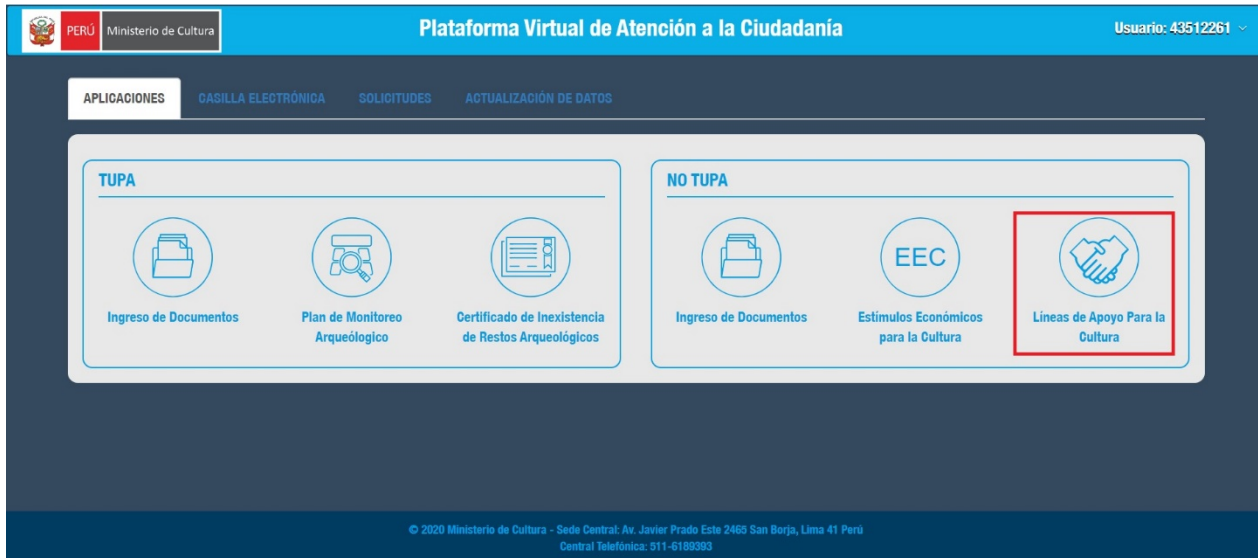 PERÚ Ministerio de Cultura
Plataforma Virtual de Atención a la Ciudadanía
Usuario: 43512261
APLICACIONES CASILLA ELECTRÓNICA SOLICITUDES ACTUALIZACIÓN DE DATOS
TUPA
Ingreso de Documentos
Plan de Monitoreo
Arqueólogico
Certificado de Inexistencia
de Restos Arqueológicos
NO TUPA
Ingreso de Documentos
EEC
Estímulos Económicos
para la Cultura
Líneas de Apoyo Para la
Cultura
© 2020 Ministerio de Cultura - Sede Central: Av. Javier Prado Este 2465 San Borja, Lima 41 Perú
Central Telefónica: 511-6189393